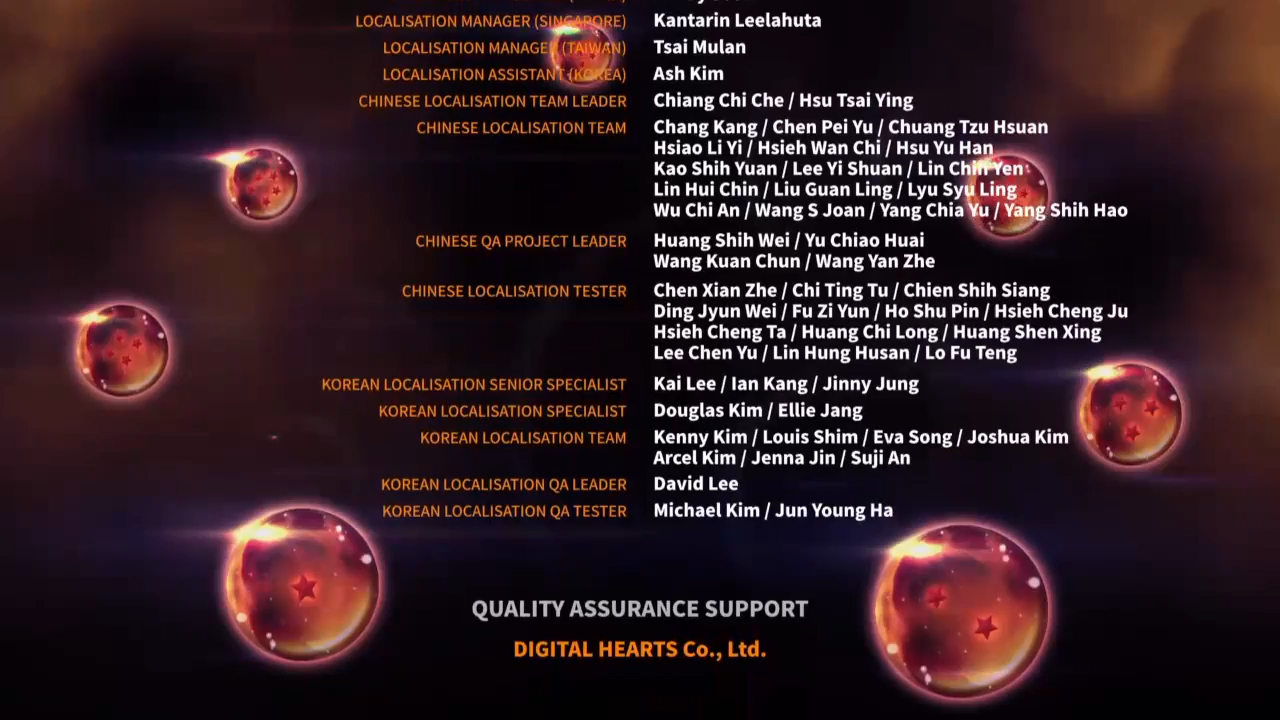 LOCALISATION MANAGER (SINGAPORE) Kantarin Leelahuta
LOCALISATION MANAGER (TAIWAN) Tsai Mulan
LOCALISATION ASSISTANT (KOREA) Ash Kim
CHINESE LOCALISATION TEAM LEADER Chiang Chi Che / Hsu Tsai Ying
CHINESE LOCALISATION TEAM Chang Kang / Chen Pei Yu / Chuang Tzu Hsuan
Hsiao Li Yi / Hsieh Wan Chi / Hsu Yu Han
Kao Shih Yuan / Lee Yi Shuan / Lin Chih Yen
Lin Hui Chin / Liu Guan Ling / Lyu Syu Ling
Wu Chi An / Wang S Joan / Yang Chia Yu / Yang Shih Hao
CHINESE QA PROJECT LEADER Huang Shih Wei / Yu Chiao Huai
Wang Kuan Chun / Wang Yan Zhe
CHINESE LOCALISATION TESTER Chen Xian Zhe / Chi Ting Tu / Chien Shih Siang
Ding Jyun Wei / Fu Zi Yun / Ho Shu Pin / Hsieh Cheng Ju
Hsieh Cheng Ta / Huang Chi Long / Huang Shen Xing
Lee Chen Yu / Lin Hung Husan / Lo Fu Teng
KOREAN LOCALISATION SENIOR SPECIALIST Kai Lee / Ian Kang / Jinny Jung
KOREAN LOCALISATION SPECIALIST Douglas Kim / Ellie Jang
KOREAN LOCALISATION TEAM Kenny Kim / Louis Shim / Eva Song / Joshua Kim
Arcel Kim / Jenna Jin / Suji An
KOREAN LOCALISATION QA LEADER David Lee
KOREAN LOCALISATION QA TESTER Michael Kim / Jun Young Ha
QUALITY ASSURANCE SUPPORT
DIGITAL HEARTS Co., Ltd.